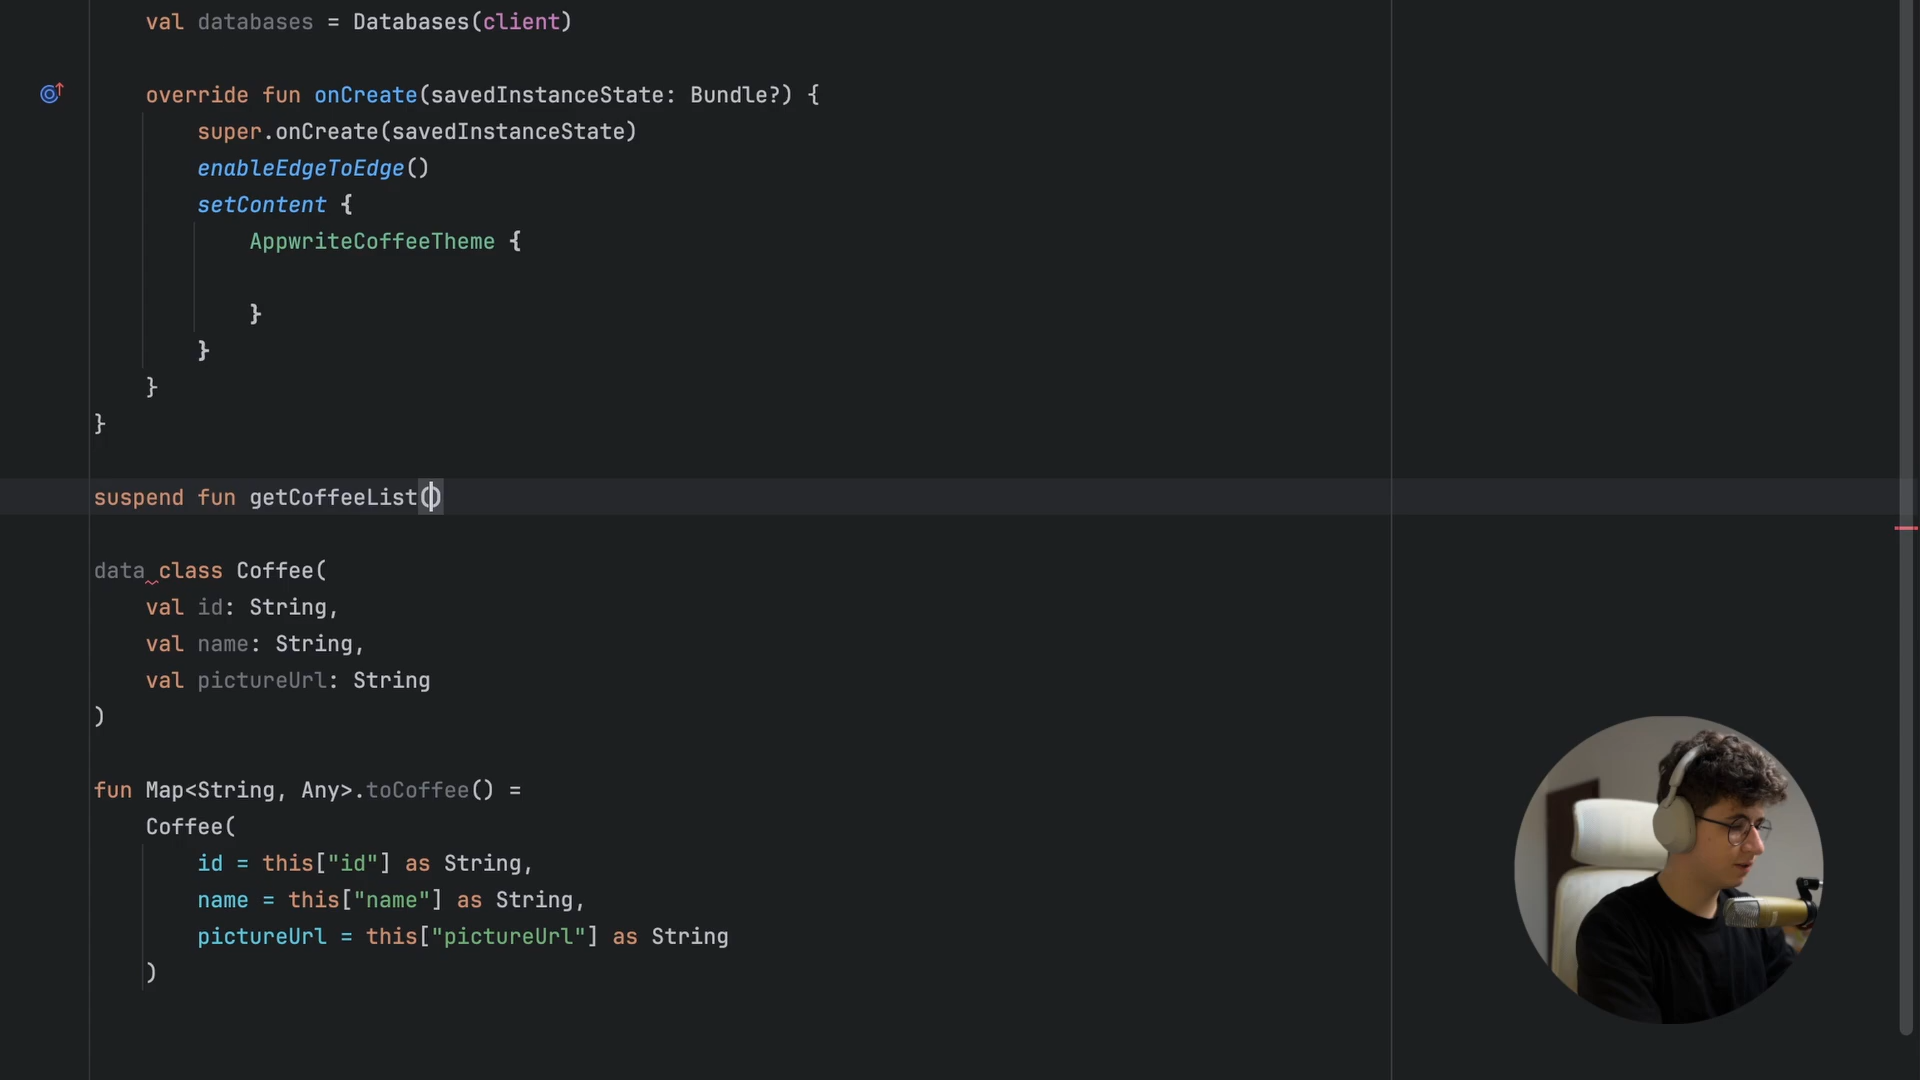 val databases = Databases(client)
override fun onCreate(savedInstanceState: Bundle?) {
super.onCreate(savedInstanceState)
enableEdgeToEdge()
setContent {
AppwriteCoffeeTheme {
}
}
}
}
suspend fun getCoffeeList()
data class Coffee(
val id: String,
val name: String,
val pictureUrl: String
)
fun Map<String, Any>.toCoffee() =
Coffee(
id = this["id"] as String,
name = this["name"] as String,
pictureUrl = this["pictureUrl"] as String
)